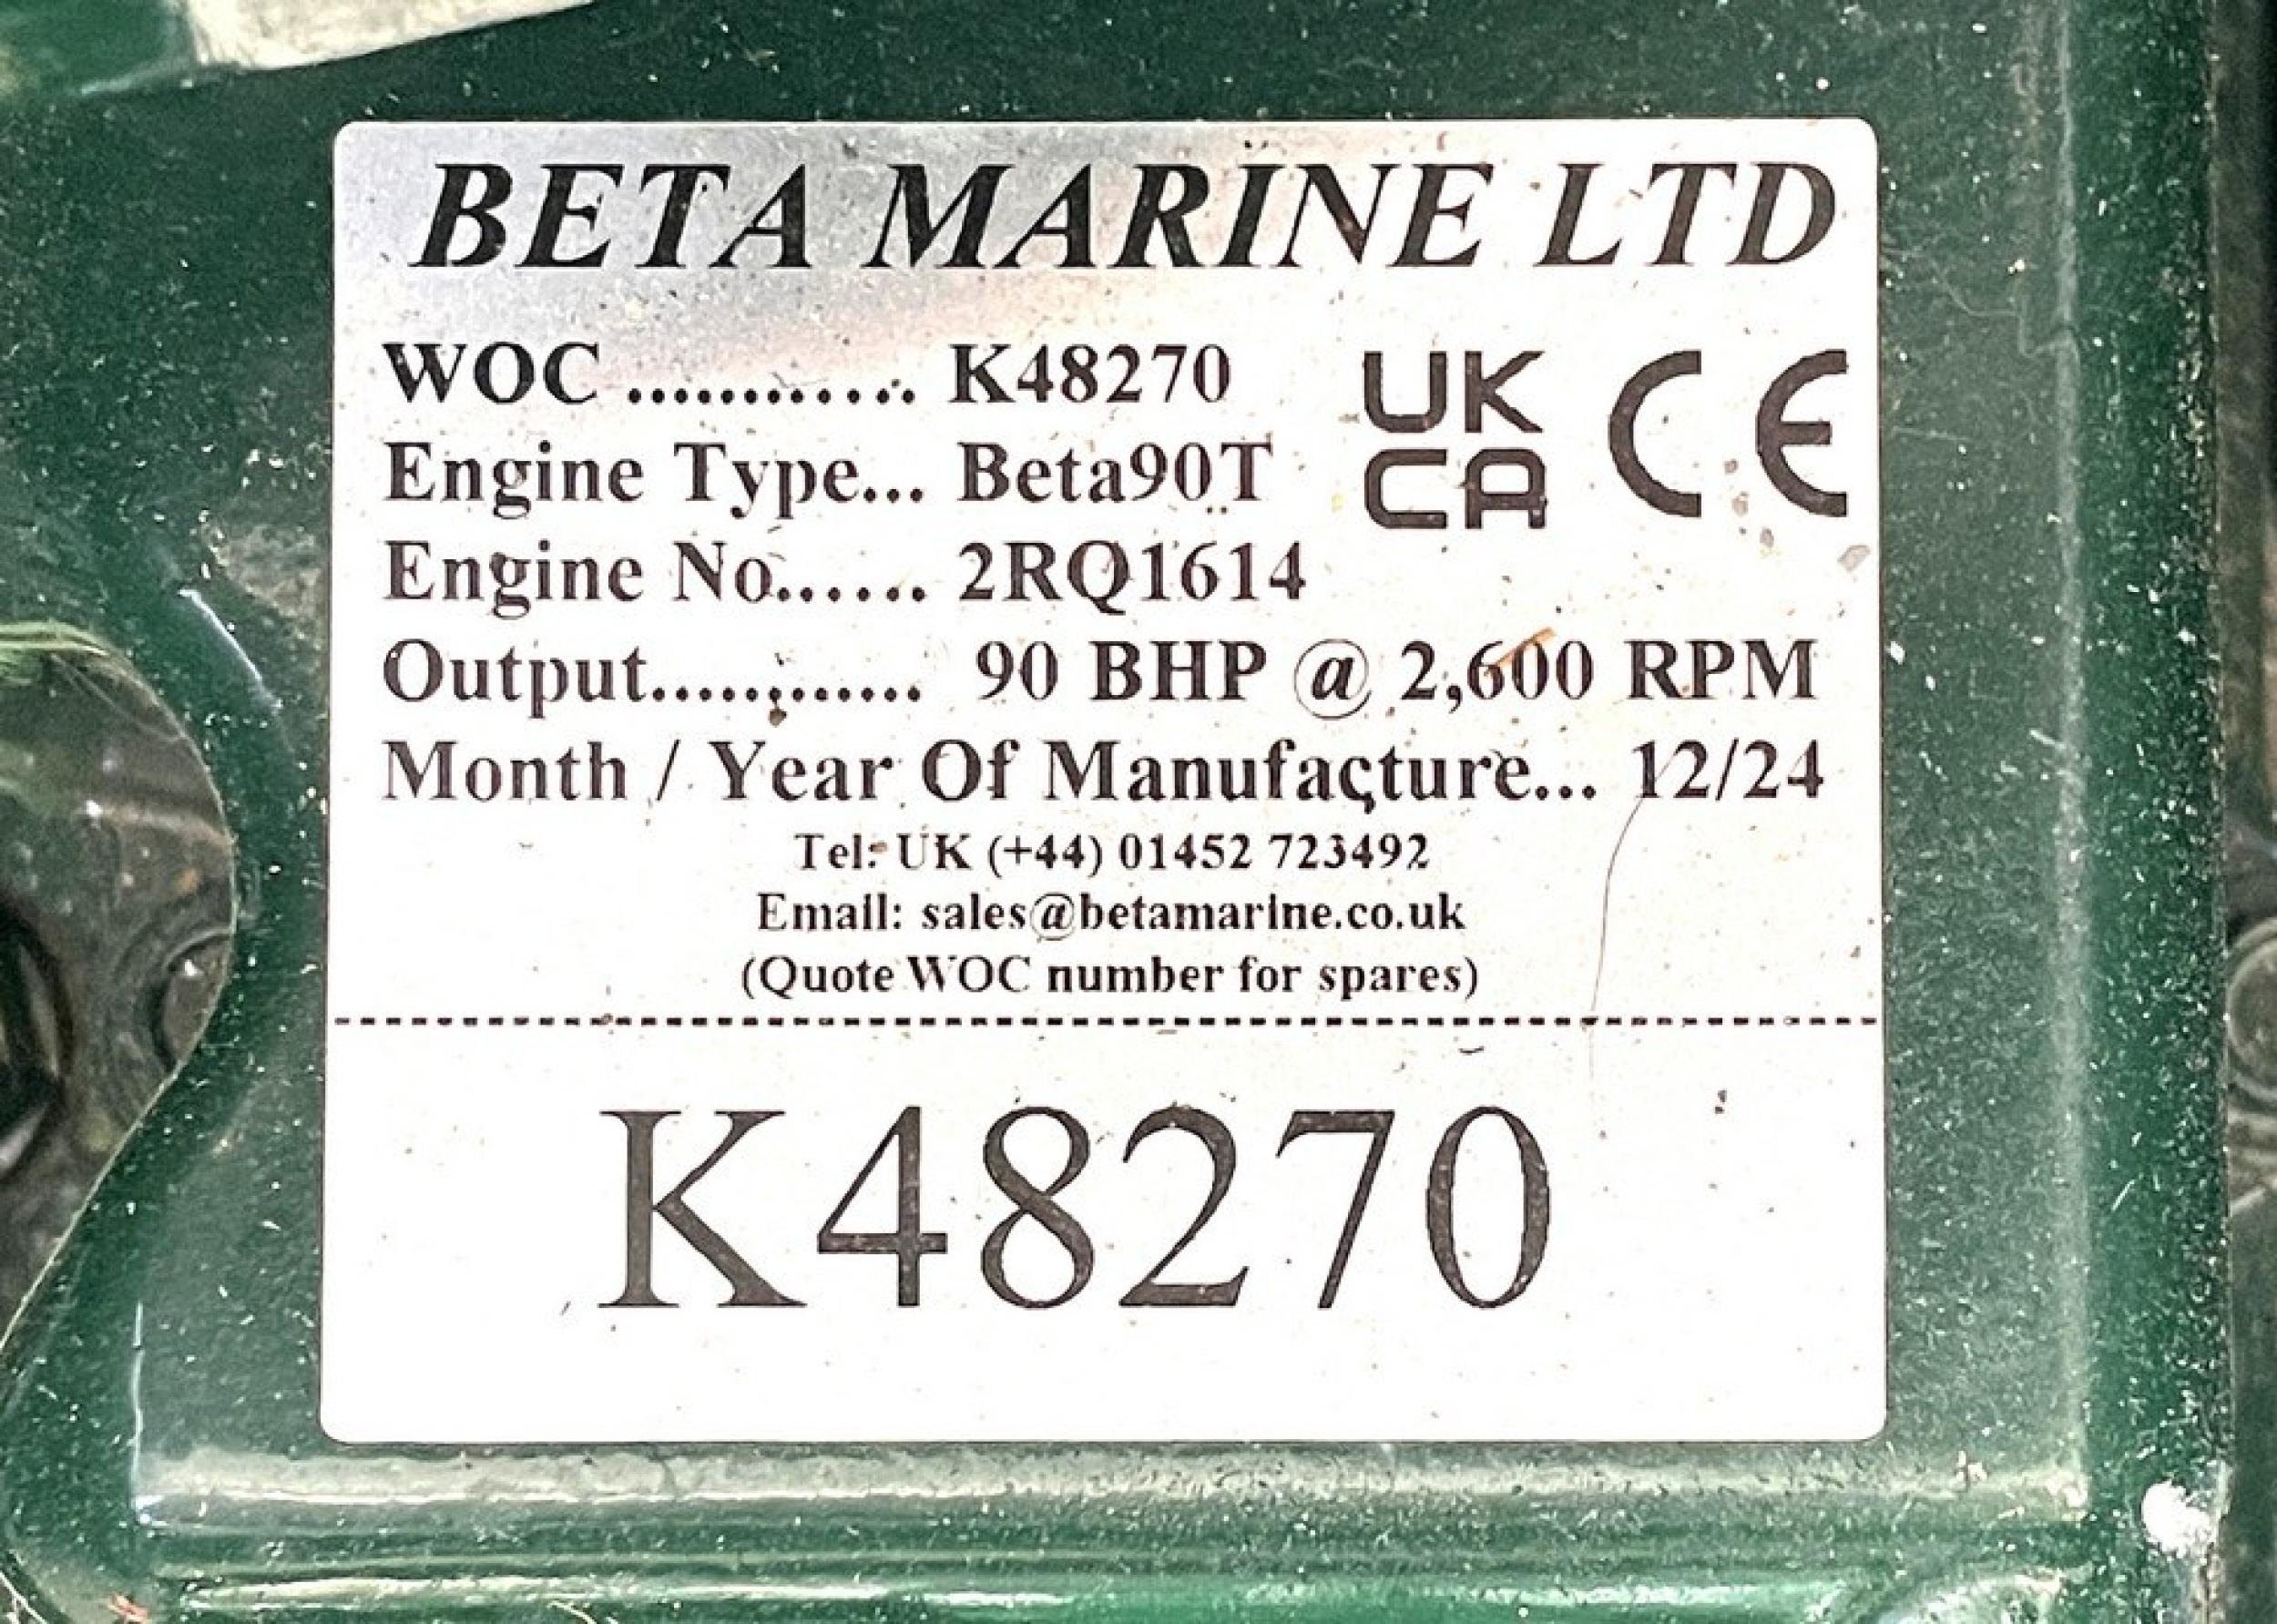 BETA MARINE LTD
WOC ............ K48270
UK
CA
CE
Engine Type... Beta90T
Engine No...... 2RQ1614
Output............ 90 BHP @ 2,600 RPM
Month / Year Of Manufacture... 12/24
Tel: UK (+44) 01452 723492
Email: sales@betamarine.co.uk
(Quote WOC number for spares)
K48270